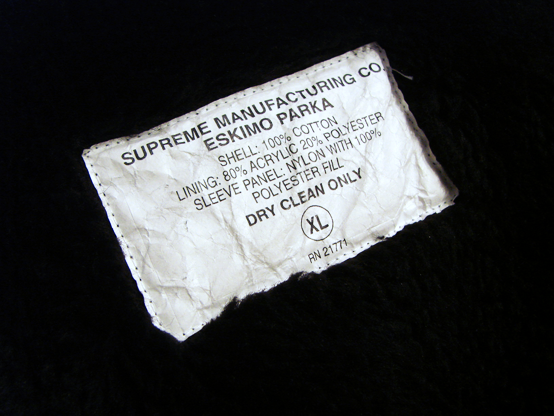 SUPREME MANUFACTURING CO
ESKIMO PARKA
SHELL: 100% COTTON
LINING: 80% ACRYLIC 20% POLYESTER
SLEEVE PANEL: NYLON WITH 100%
POLYESTER FILL
DRY CLEAN ONLY
XL
RN 21771